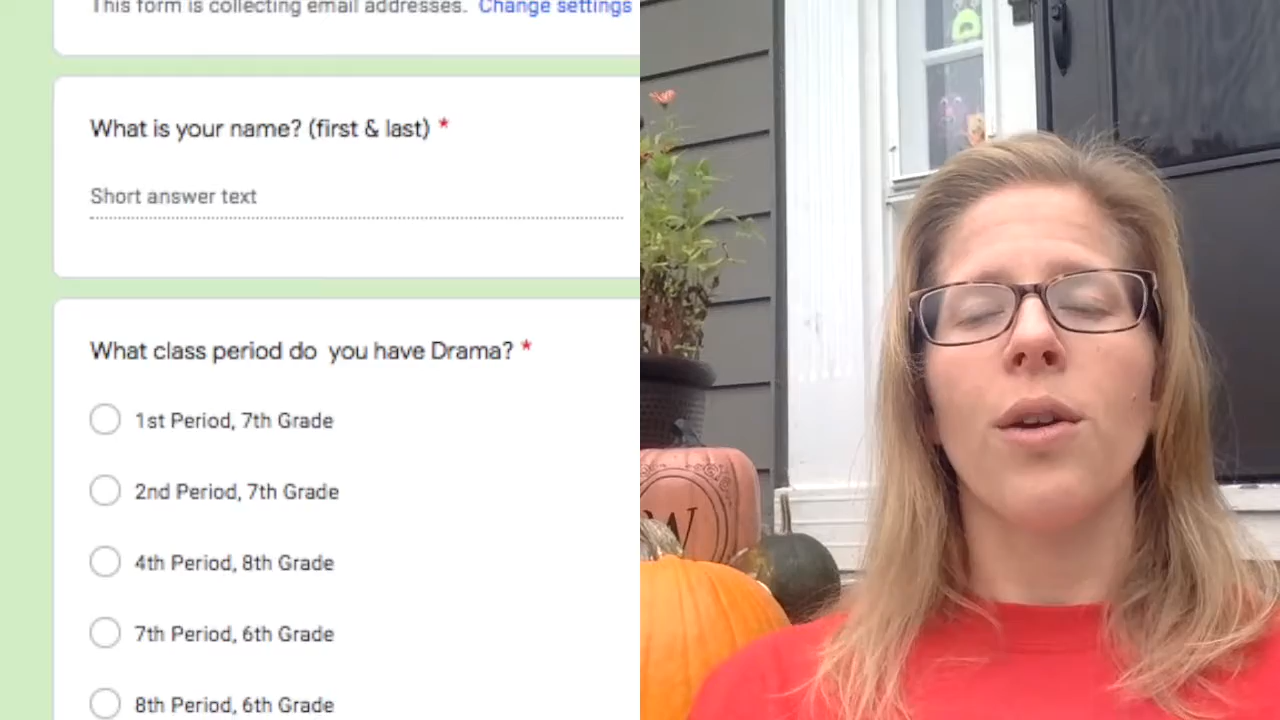 This form is collecting email addresses. Change settings
What is your name? (first & last) *
Short answer text
What class period do you have Drama? *
1st Period, 7th Grade
2nd Period, 7th Grade
4th Period, 8th Grade
7th Period, 6th Grade
8th Period, 6th Grade
W